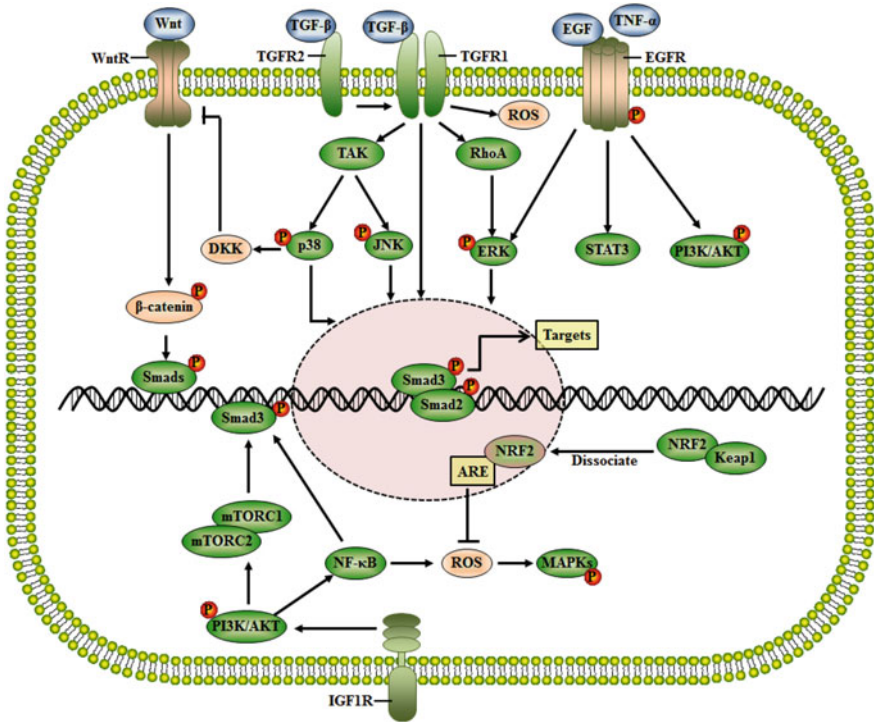 Wnt
TGF-β
TGF-β
EGF
TNF-α
WntR
TGFR2
TGFR1
EGFR
P
ROS
TAK
RhoA
P
P
P
P
DKK
p38
JNK
ERK
STAT3
PI3K/AKT
P
β-catenin
Targets
P
P
Smads
Smad3
P
Smad2
Smad3
P
NRF2
NRF2
Keap1
ARE
Dissociate
mTORC1
mTORC2
NF-κB
ROS
MAPKs
P
P
PI3K/AKT
IGF1R